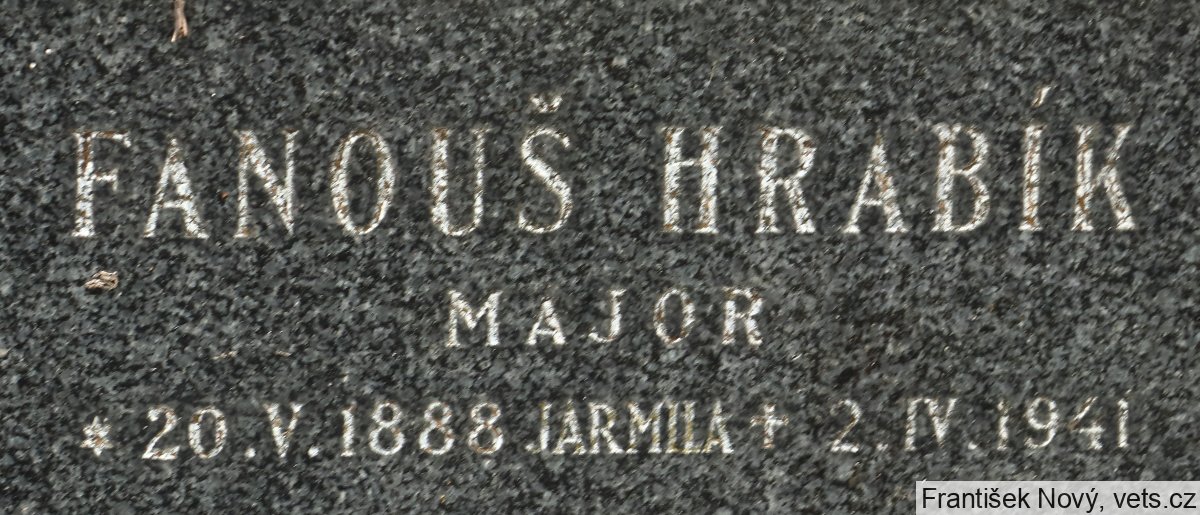 FANOUŠ HRABÍK
MAJOR
* 20.V.1888 JARMILA ✝ 2.IV.1941
František Nový, vets.cz